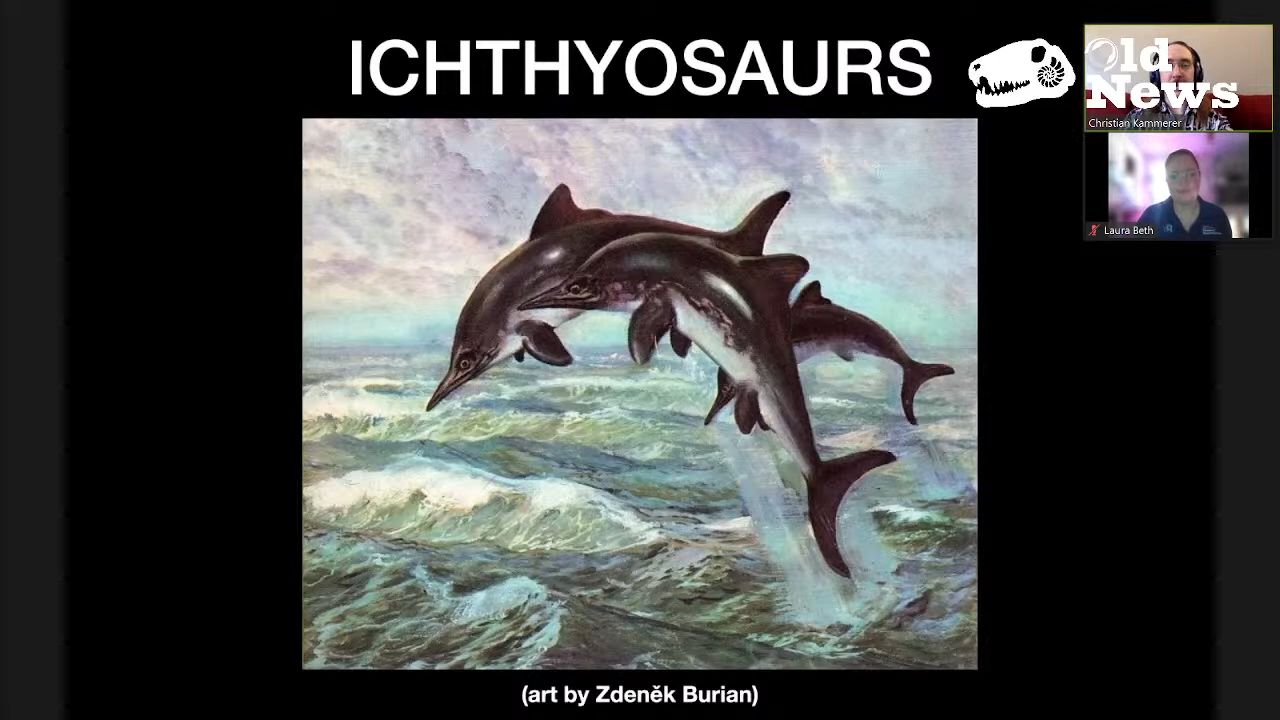 ICHTHYOSAURS
Old
News
Christian Kammerer
Laura Beth
(art by Zdeněk Burian)